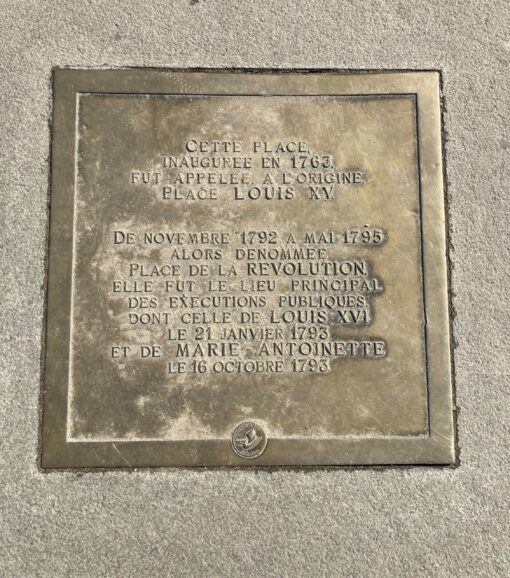 CETTE PLACE,
INAUGURÉE EN 1763,
FUT APPELÉE, A L'ORIGINE,
PLACE LOUIS XV.
DE NOVEMBRE 1792 A MAI 1795
ALORS DÉNOMMÉE
PLACE DE LA RÉVOLUTION,
ELLE FUT LE LIEU PRINCIPAL
DES EXÉCUTIONS PUBLIQUES,
DONT CELLE DE LOUIS XVI
LE 21 JANVIER 1793
ET DE MARIE-ANTOINETTE
LE 16 OCTOBRE 1793